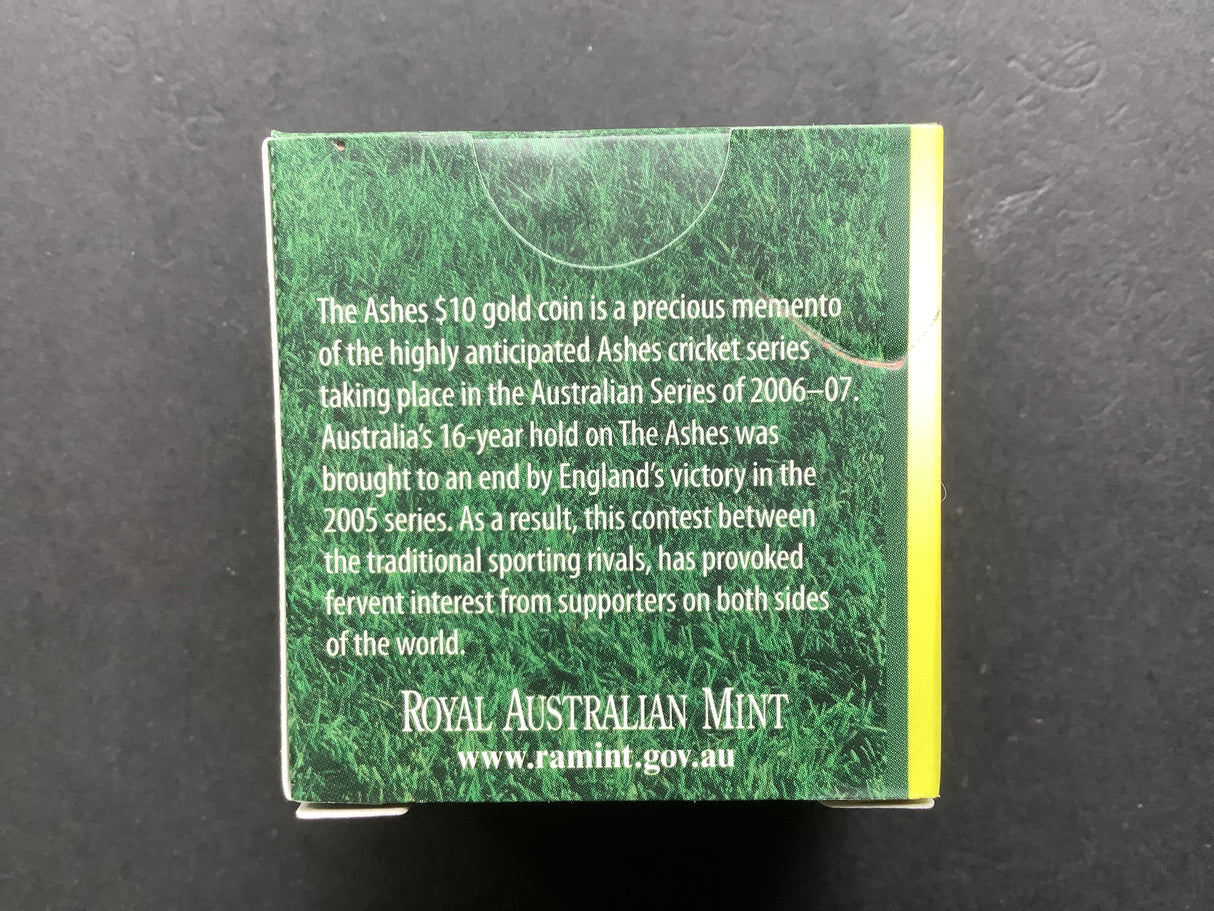 The Ashes $10 gold coin is a precious memento
of the highly anticipated Ashes cricket series
taking place in the Australian Series of 2006–07.
Australia’s 16-year hold on The Ashes was
brought to an end by England’s victory in the
2005 series. As a result, this contest between
the traditional sporting rivals, has provoked
fervent interest from supporters on both sides
of the world.
ROYAL AUSTRALIAN MINT
www.ramint.gov.au